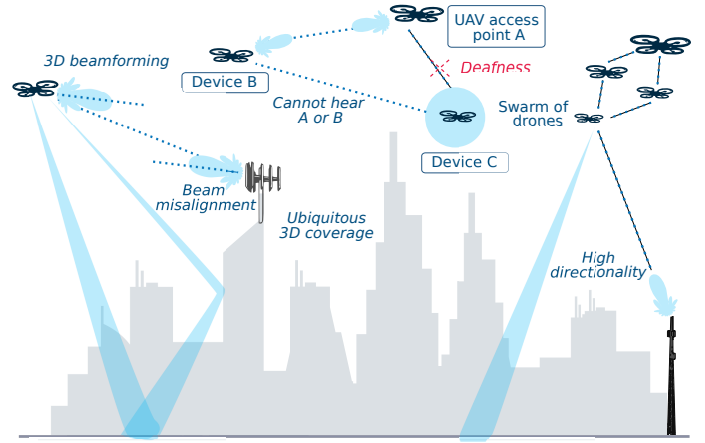 UAV access
point A
3D beamforming
Device B
Deafness
Cannot hear
A or B
Swarm of
drones
Device C
Beam
misalignment
Ubiquitous
3D coverage
High
directionality